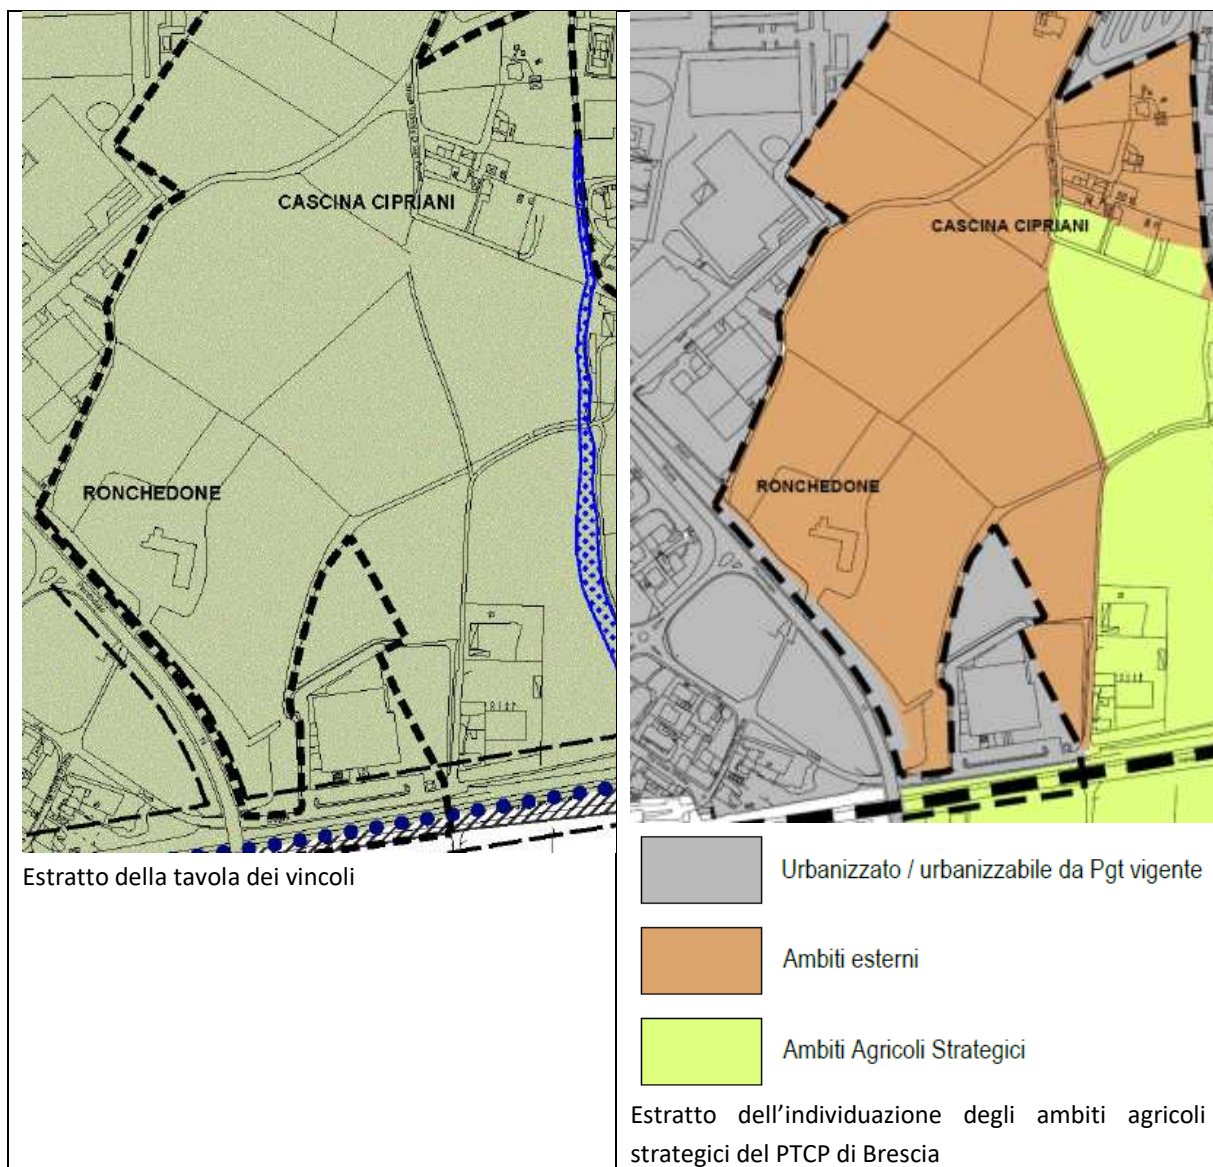 CASCINA CIPRIANI
RONCHEDONE
Estratto della tavola dei vincoli
CASCINA CIPRIANI
RONCHEDONE
Urbanizzato / urbanizzabile da Pgt vigente
Ambiti esterni
Ambiti Agricoli Strategici
Estratto dell’individuazione degli ambiti agricoli
strategici del PTCP di Brescia